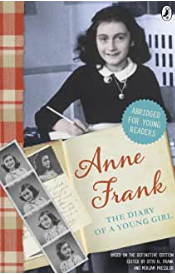 ABRIDGED
FOR YOUNG
READERS
Anne
Frank
THE DIARY
OF A YOUNG GIRL
BASED ON THE DEFINITIVE EDITION
EDITED BY OTTO H. FRANK
AND MIRJAM PRESSLER